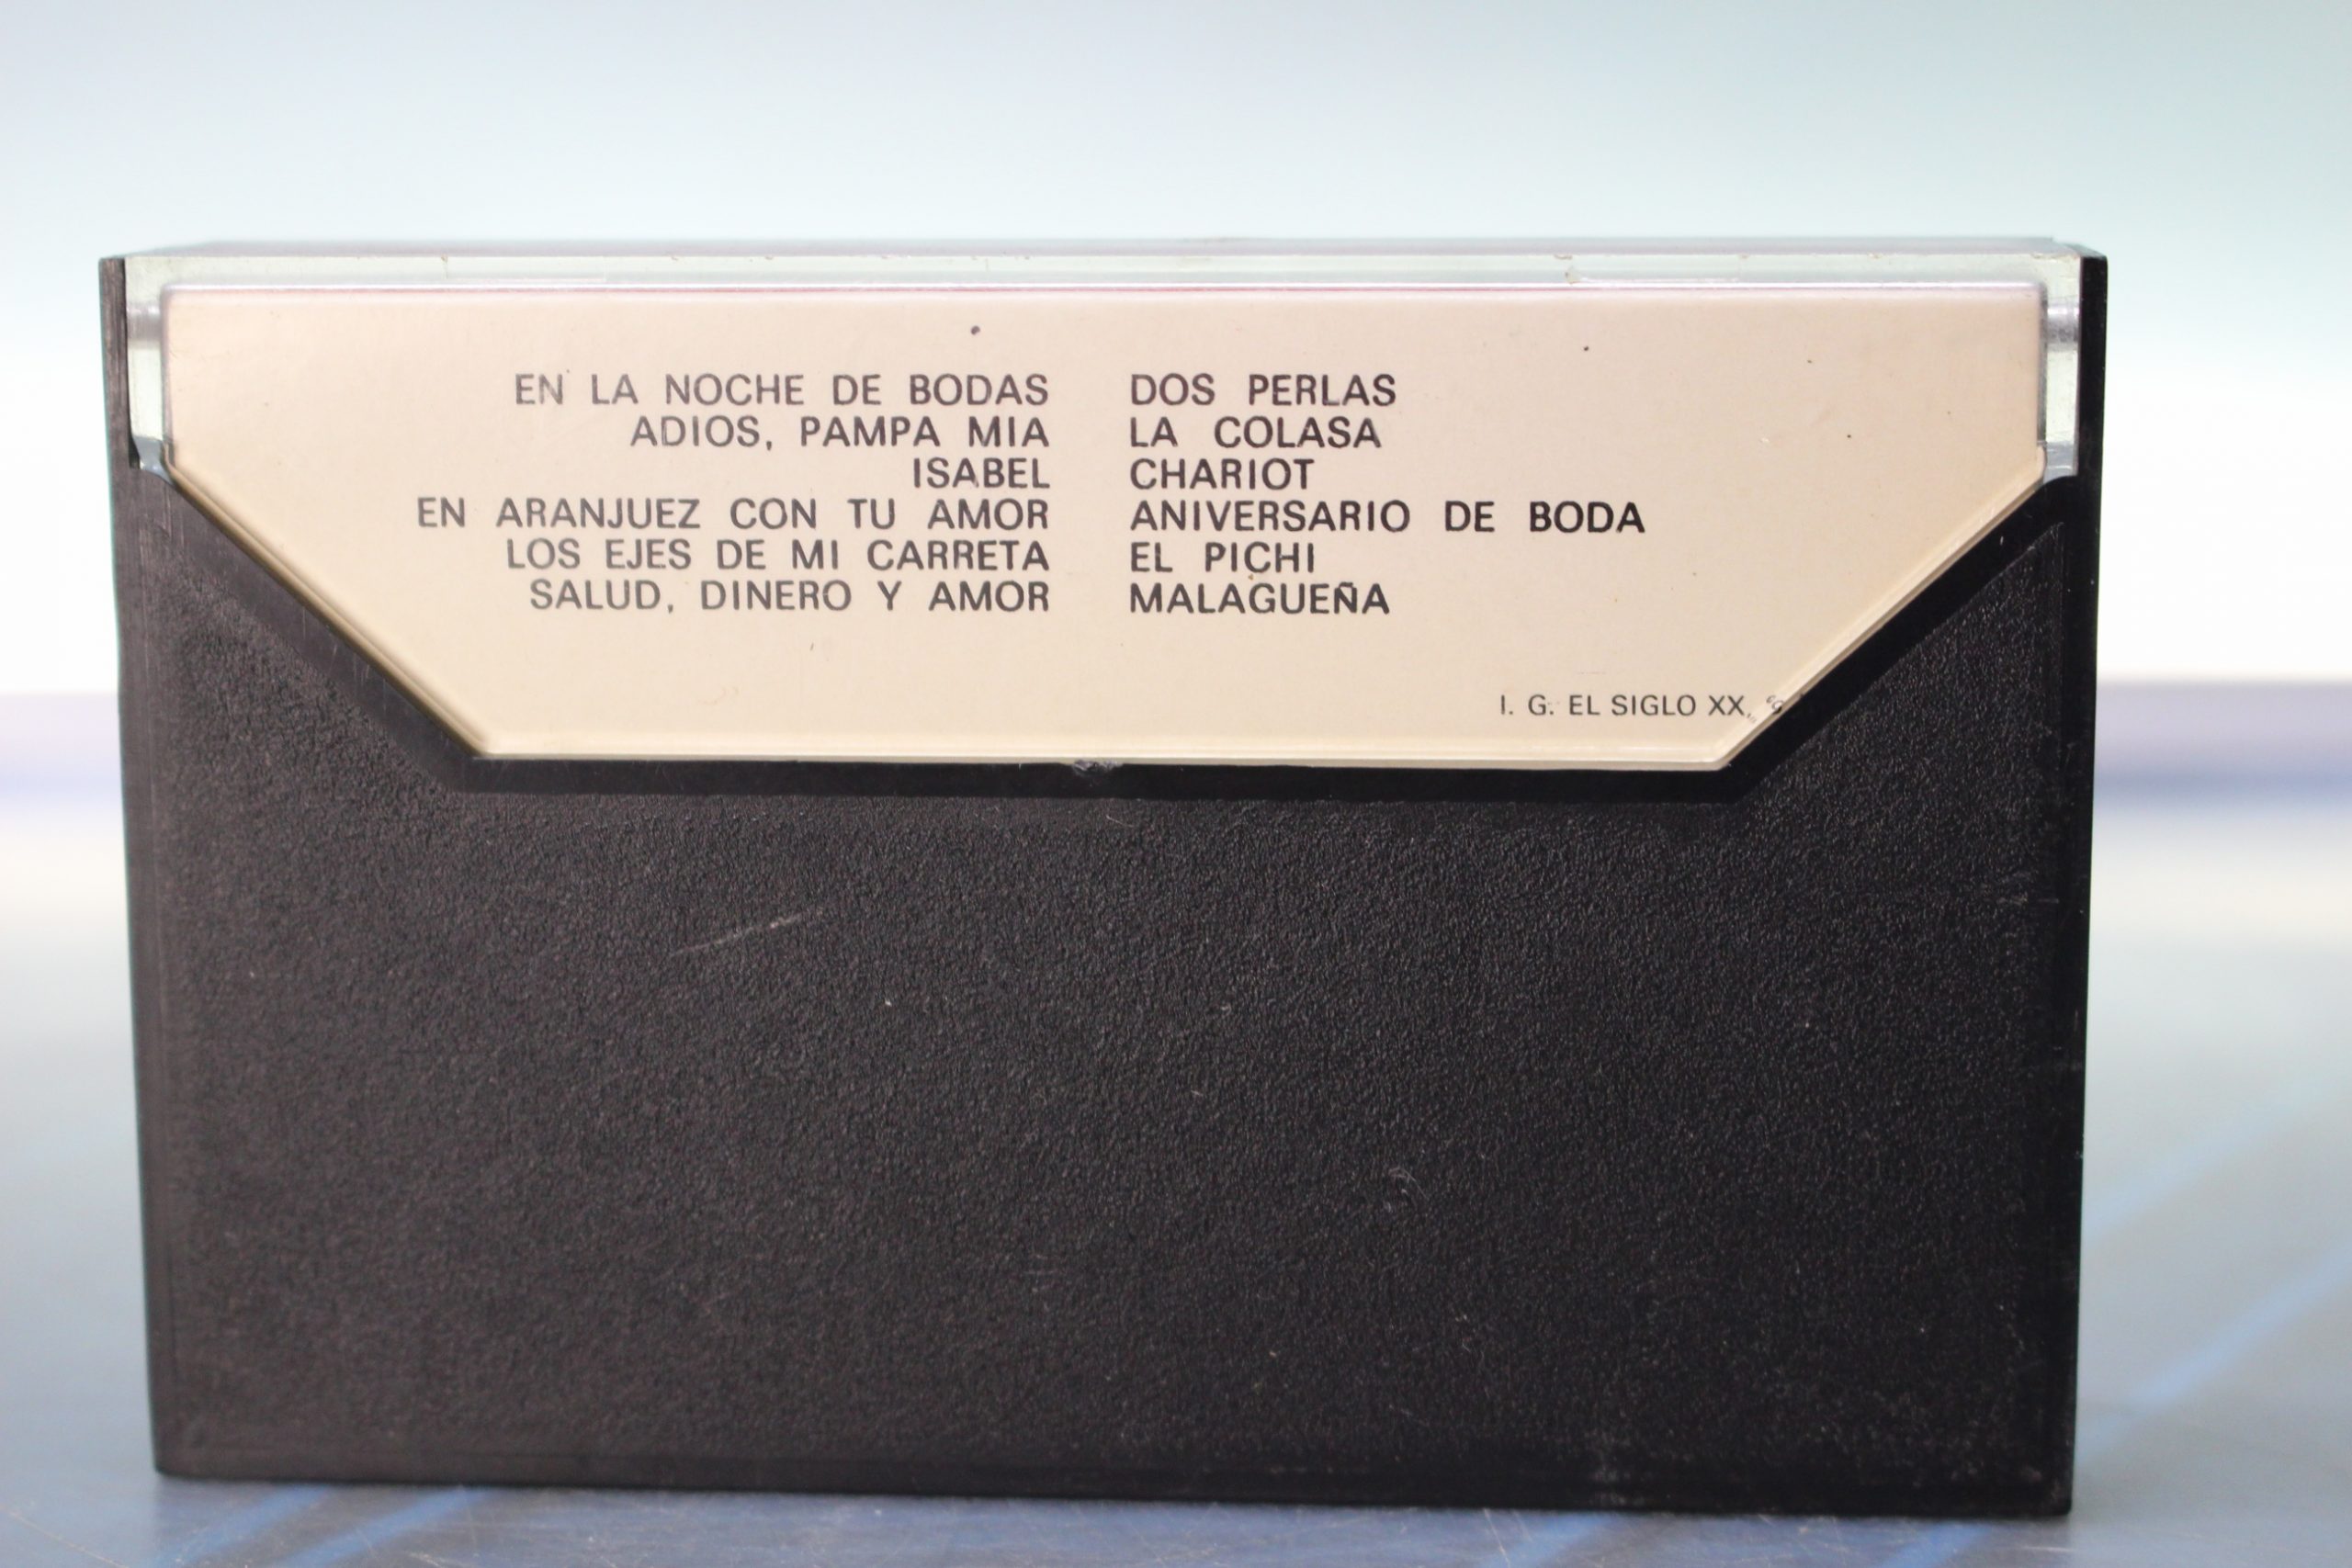 EN LA NOCHE DE BODAS
ADIOS, PAMPA MIA
ISABEL
EN ARANJUEZ CON TU AMOR
LOS EJES DE MI CARRETA
SALUD, DINERO Y AMOR
DOS PERLAS
LA COLASA
CHARIOT
ANIVERSARIO DE BODA
EL PICHI
MALAGUEÑA
I. G. EL SIGLO XX,